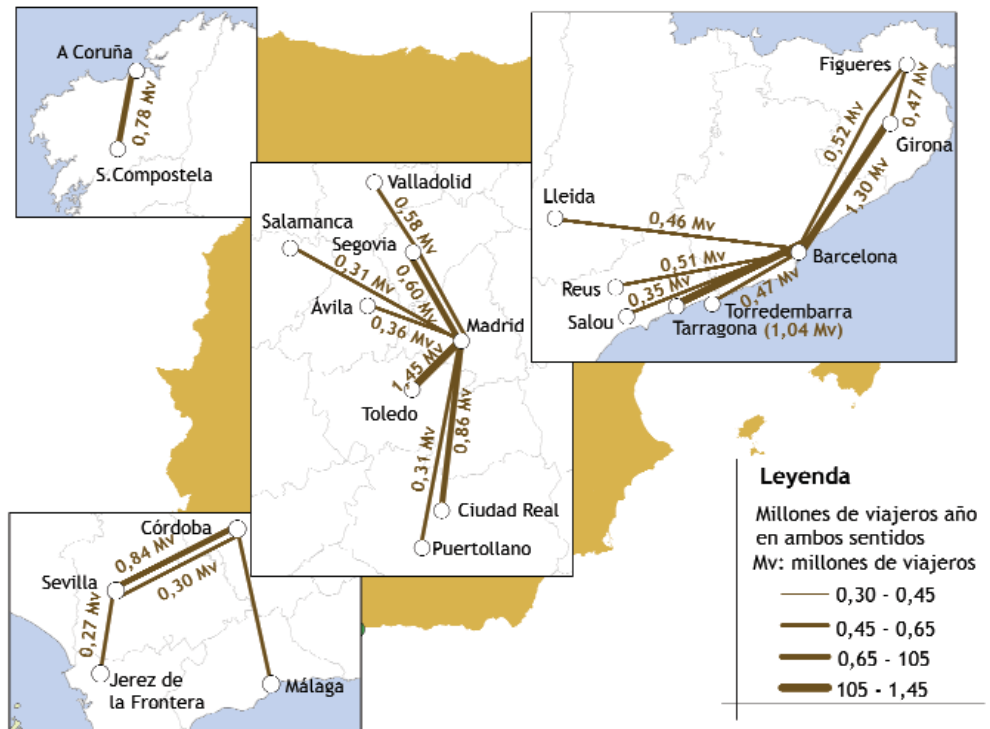 A Coruña
0,78 Mv
S.Compostela
Valladolid
0,58 Mv
Salamanca
Segovia
0,31 Mv
0,60 Mv
Ávila
0,36 Mv
Madrid
1,45 Mv
Toledo
0,86 Mv
0,31 Mv
Ciudad Real
Puertollano
Figueres
0,47 Mv
0,52 Mv
Girona
1,30 Mv
Lleida
0,46 Mv
Barcelona
0,51 Mv
Reus
0,35 Mv
0,47 Mv
Salou
Torredembarra
Tarragona (1,04 Mv)
Córdoba
0,84 Mv
0,30 Mv
Sevilla
0,27 Mv
Jerez de
la Frontera
Málaga
Leyenda
Millones de viajeros año
en ambos sentidos
Mv: millones de viajeros
0,30 - 0,45
0,45 - 0,65
0,65 - 105
105 - 1,45